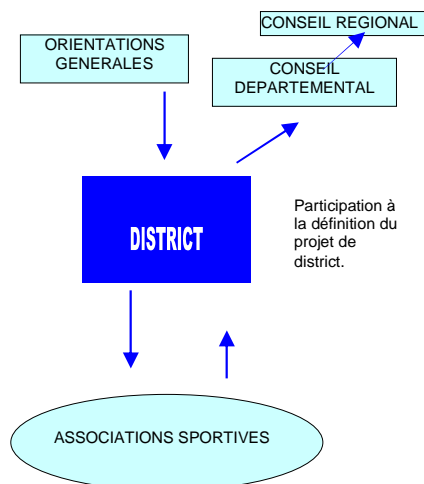 CONSEIL REGIONAL
ORIENTATIONS
GENERALES
CONSEIL
DEPARTEMENTAL
Participation à
la définition du
projet de
district.
DISTRICT
ASSOCIATIONS SPORTIVES